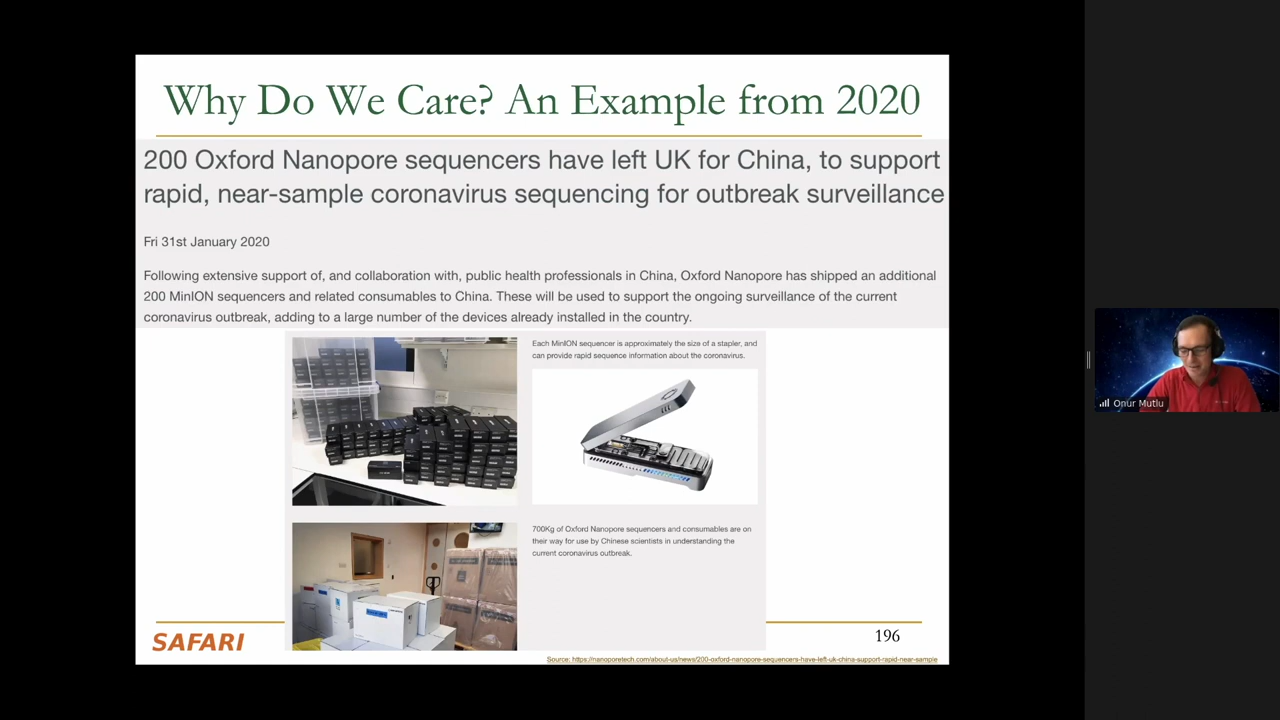 Why Do We Care? An Example from 2020
200 Oxford Nanopore sequencers have left UK for China, to support
rapid, near-sample coronavirus sequencing for outbreak surveillance
Fri 31st January 2020
Following extensive support of, and collaboration with, public health professionals in China, Oxford Nanopore has shipped an additional
200 MinION sequencers and related consumables to China. These will be used to support the ongoing surveillance of the current
coronavirus outbreak, adding to a large number of the devices already installed in the country.
Each MinION sequencer is approximately the size of a stapler, and
can provide rapid sequence information about the coronavirus.
700Kg of Oxford Nanopore sequencers and consumables are on
their way for use by Chinese scientists in understanding the
current coronavirus outbreak.
SAFARI
196
Source: https://nanoporetech.com/about-us/news/200-oxford-nanopore-sequencers-have-left-uk-china-support-rapid-near-sample
Onur Mutlu